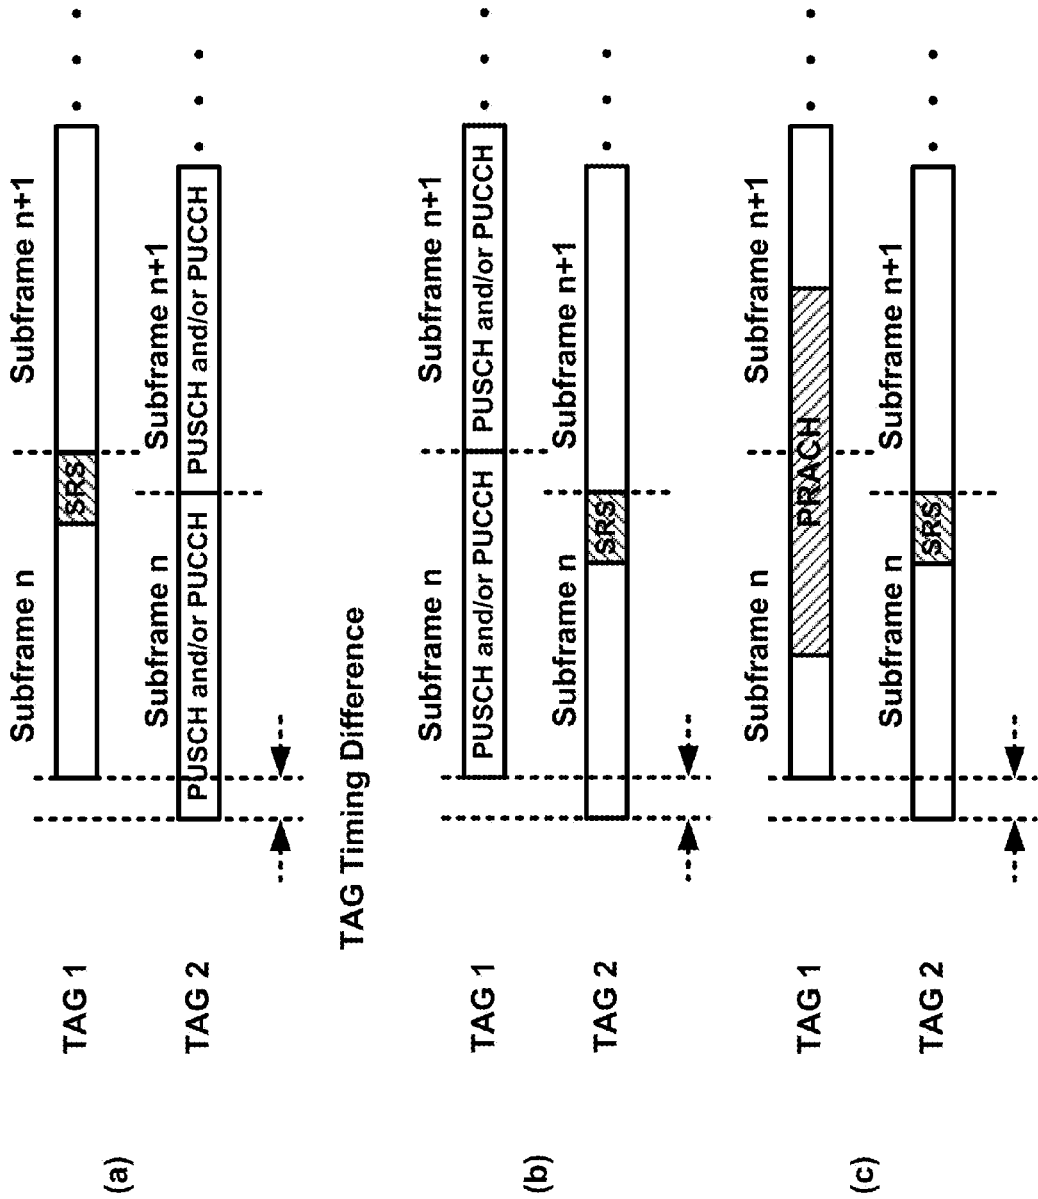 (a)
Subframe n
Subframe n+1
TAG 1
SRS
Subframe n
Subframe n+1
TAG 2
PUSCH and/or PUCCH
PUSCH and/or PUCCH
TAG Timing Difference
(b)
Subframe n
Subframe n+1
TAG 1
PUSCH and/or PUCCH
PUSCH and/or PUCCH
Subframe n
Subframe n+1
TAG 2
SRS
(c)
Subframe n
Subframe n+1
TAG 1
PRACH
Subframe n
Subframe n+1
TAG 2
SRS